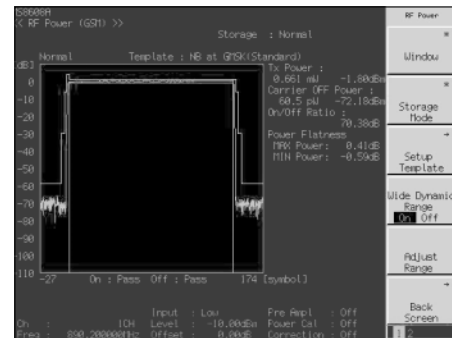 MS8608A
<< RF Power (GSM) >>
Storage : Normal
Normal Template : NB at GMSK(Standard)
[dB]
Tx Power :
0.661 mW -1.80dBm
Carrier OFF Power :
60.5 pW -72.18dBm
On/Off Ratio :
70.38dB
Power Flatness
MAX Power: 0.41dB
MIN Power: -0.59dB
0
-10
-20
-30
-40
-50
-60
-70
-80
-90
-100
-110
-27 On : Pass Off : Pass 174 [symbol]
Input : Low Pre Ampl : Off
Ch : 1CH Level : -10.00dBm Power Cal : Off
Freq : 890.200000MHz Offset : 0.00dB Correction : Off
RF Power
*
Window
*
Storage
Mode
→
Setup
Template
Wide Dynamic
Range
On Off
Adjust
Range
→
Back
Screen
1 2